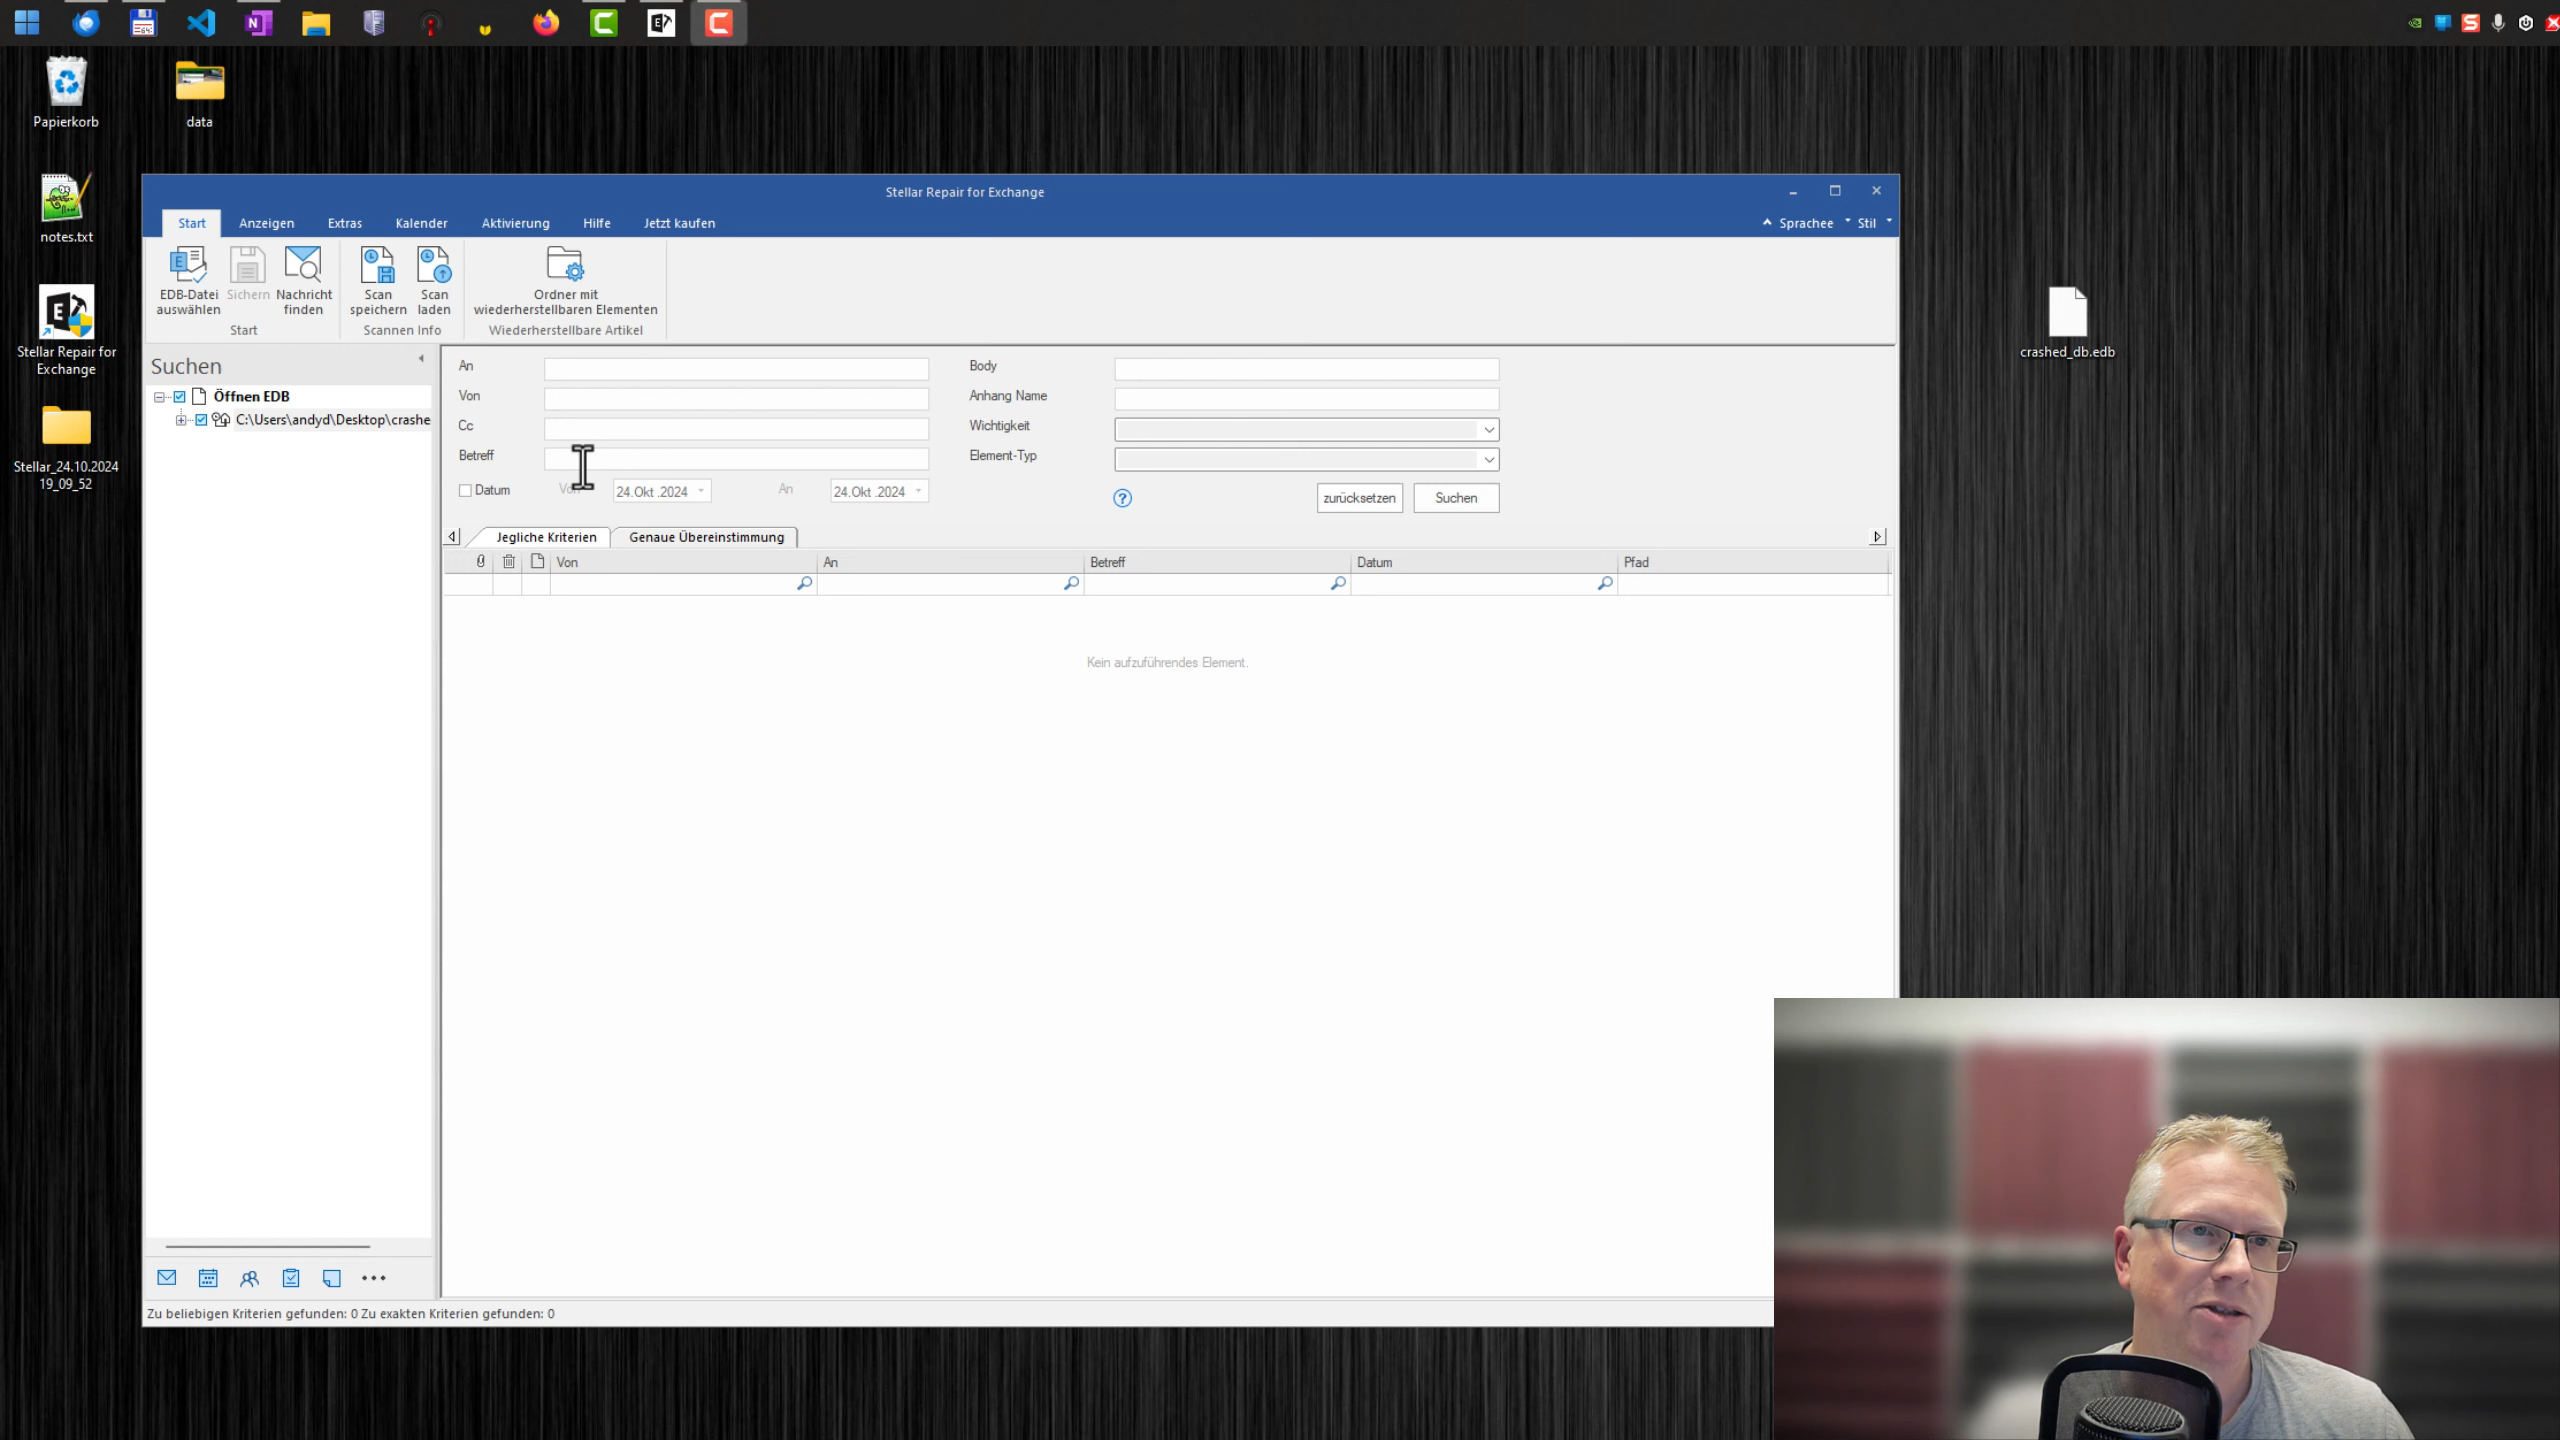 Papierkorb
data
notes.txt
Stellar Repair for
Exchange
Stellar_24.10.2024
19_09_52
crashed_db.edb
Stellar Repair for Exchange
Start Anzeigen Extras Kalender Aktivierung Hilfe Jetzt kaufen
Sprachee Stil
EDB-Datei
auswählen
Sichern
Nachricht
finden
Scan
speichern
Scan
laden
Ordner mit
wiederherstellbaren Elementen
Start
Scannen Info
Wiederherstellbare Artikel
Suchen
Öffnen EDB
C:\Users\andyd\Desktop\crashe
An
Von
Cc
Betreff
Datum Von 24.Okt .2024 An 24.Okt .2024
Body
Anhang Name
Wichtigkeit
Element-Typ
zurücksetzen Suchen
Jegliche Kriterien Genaue Übereinstimmung
Von An Betreff Datum Pfad
Kein aufzuführendes Element.
Zu beliebigen Kriterien gefunden: 0 Zu exakten Kriterien gefunden: 0